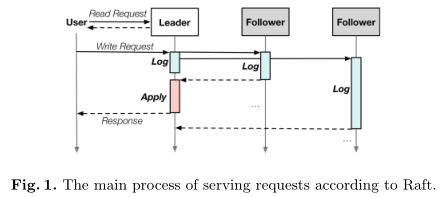 Read Request
User
Leader
Follower
Follower
Write Request
Log
Log
Log
Apply
...
Response
...
Fig. 1. The main process of serving requests according to Raft.